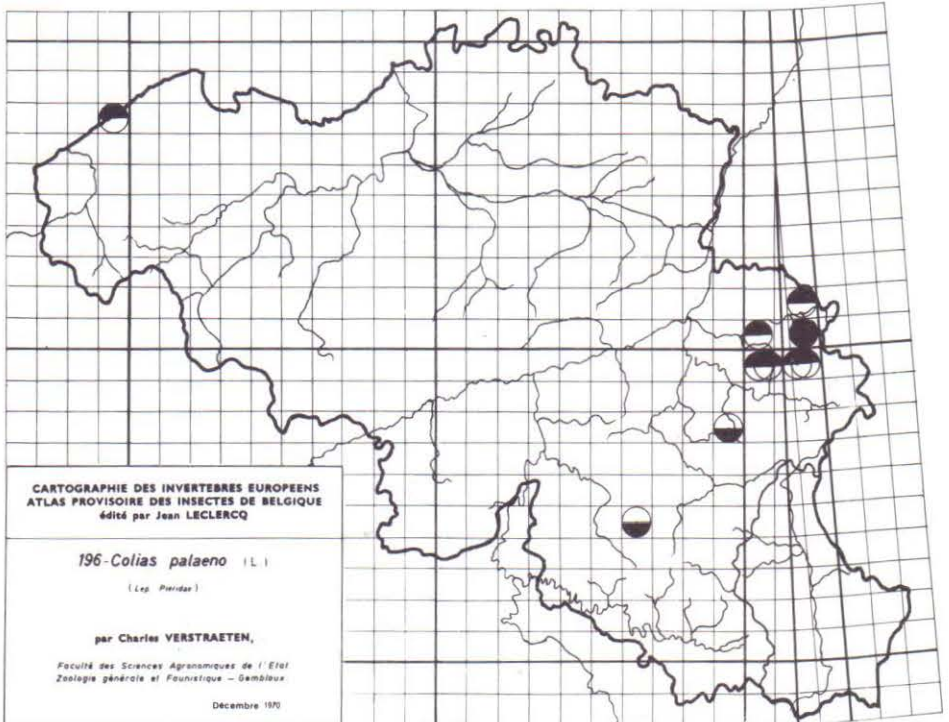 CARTOGRAPHIE DES INVERTEBRES EUROPEENS
ATLAS PROVISOIRE DES INSECTES DE BELGIQUE
édité par Jean LECLERCQ
196-Colias palaeno (L.)
(Lep. Pieridae)
par Charles VERSTRAETEN,
Faculté des Sciences Agronomiques de l'Etat
Zoologie générale et Faunistique – Gembloux
Décembre 1970